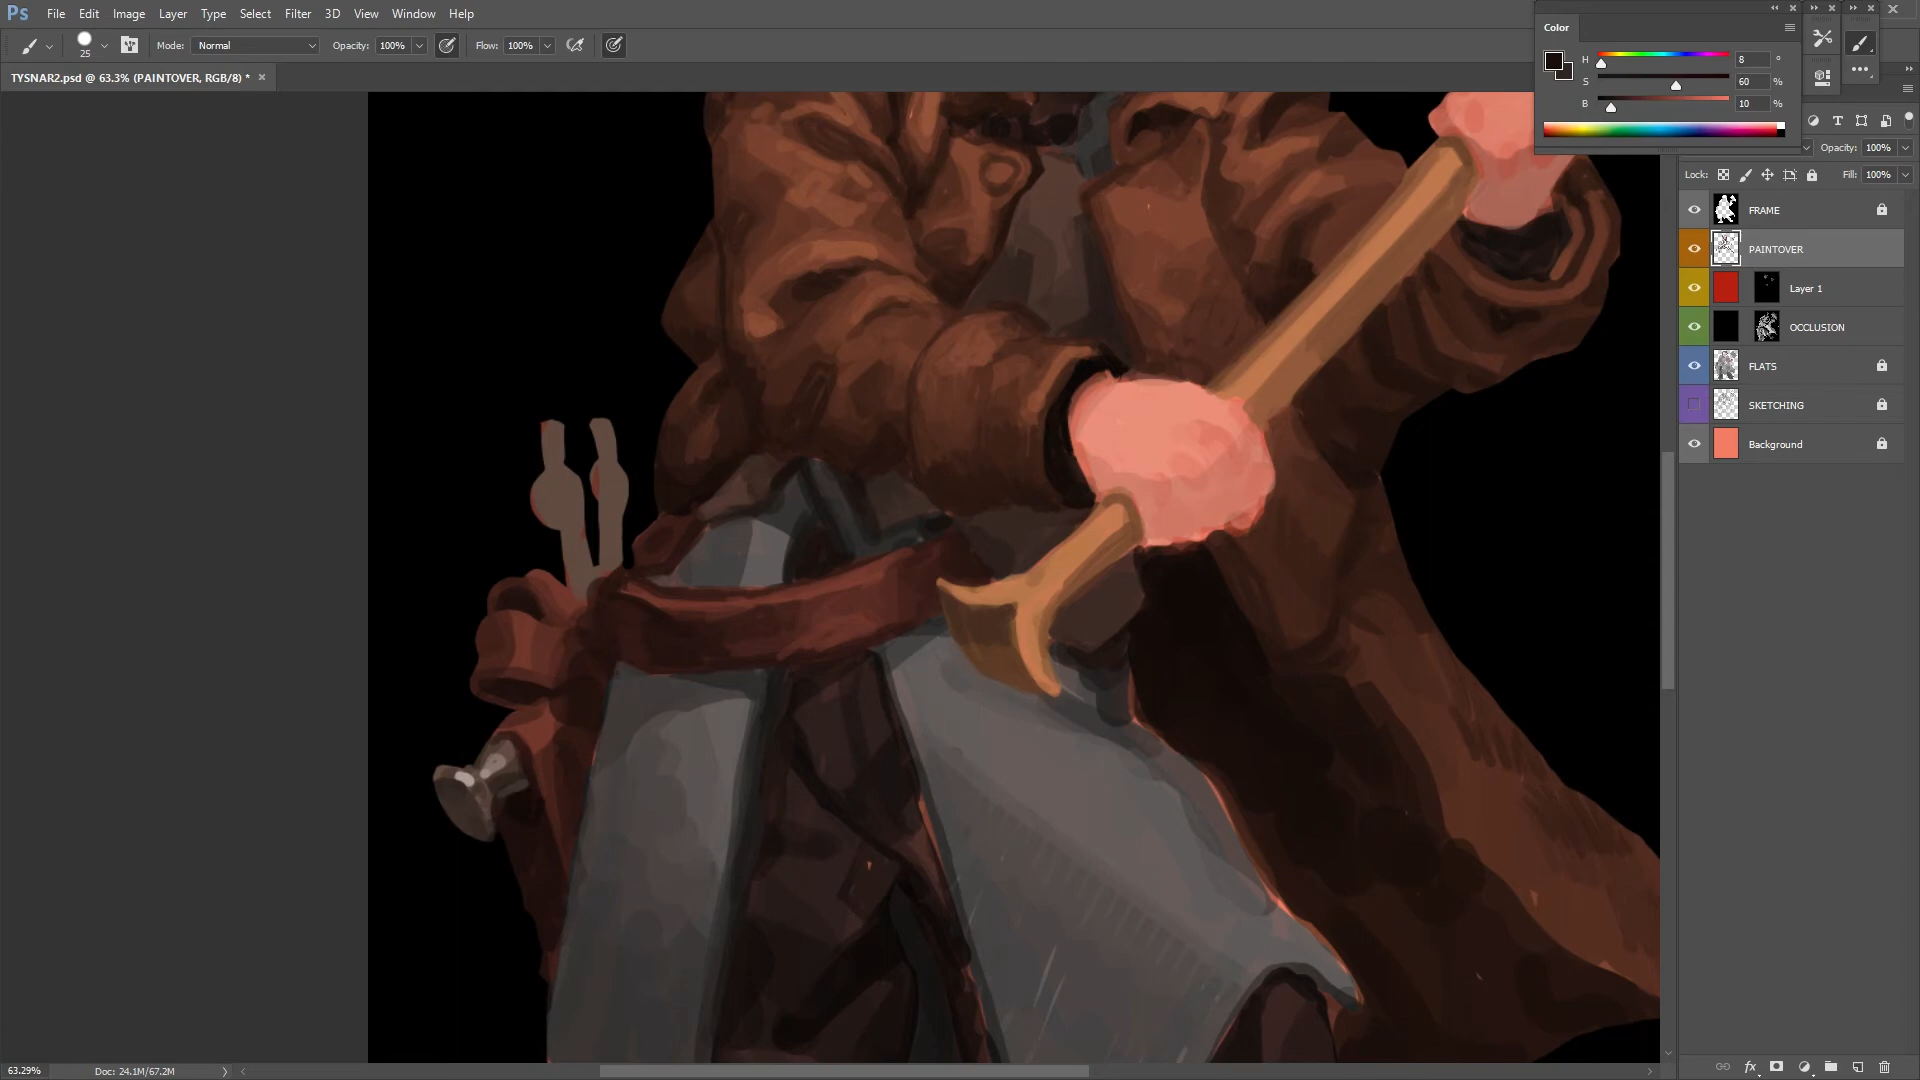 Ps File Edit Image Layer Type Select Filter 3D View Window Help
25 Mode: Normal Opacity: 100% Flow: 100%
TYSNAR2.psd @ 63.3% (PAINTOVER, RGB/8) * ×
Color
H 8 °
S 60 %
B 10 %
Opacity: 100%
Lock: Fill: 100%
FRAME
PAINTOVER
Layer 1
OCCLUSION
FLATS
SKETCHING
Background
63.29% Doc: 24.1M/67.2M
fx